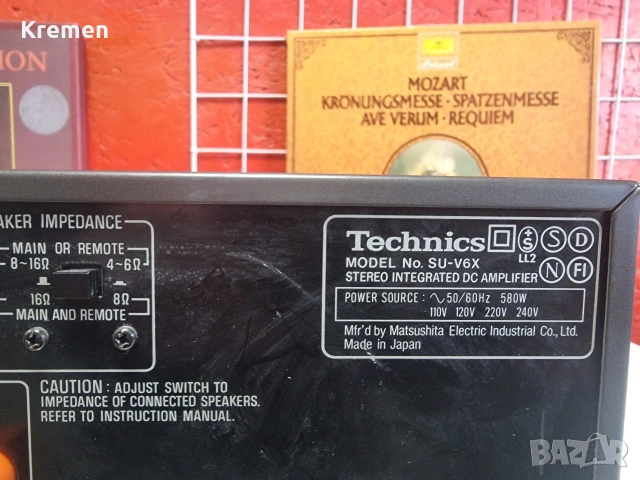 Kremen
ION
MOZART
KRÖNUNGSMESSE · SPATZENMESSE
AVE VERUM · REQUIEM
AKER IMPEDANCE
MAIN OR REMOTE
8~16Ω 4~6Ω
16Ω 8Ω
MAIN AND REMOTE
CAUTION : ADJUST SWITCH TO
IMPEDANCE OF CONNECTED SPEAKERS.
REFER TO INSTRUCTION MANUAL.
Technics
MODEL No. SU-V6X
STEREO INTEGRATED DC AMPLIFIER
+S
LL2
S
D
N
FI
POWER SOURCE : ∿ 50/60Hz 580W
110V 120V 220V 240V
Mfr'd by Matsushita Electric Industrial Co., Ltd.
Made in Japan
BAZAR